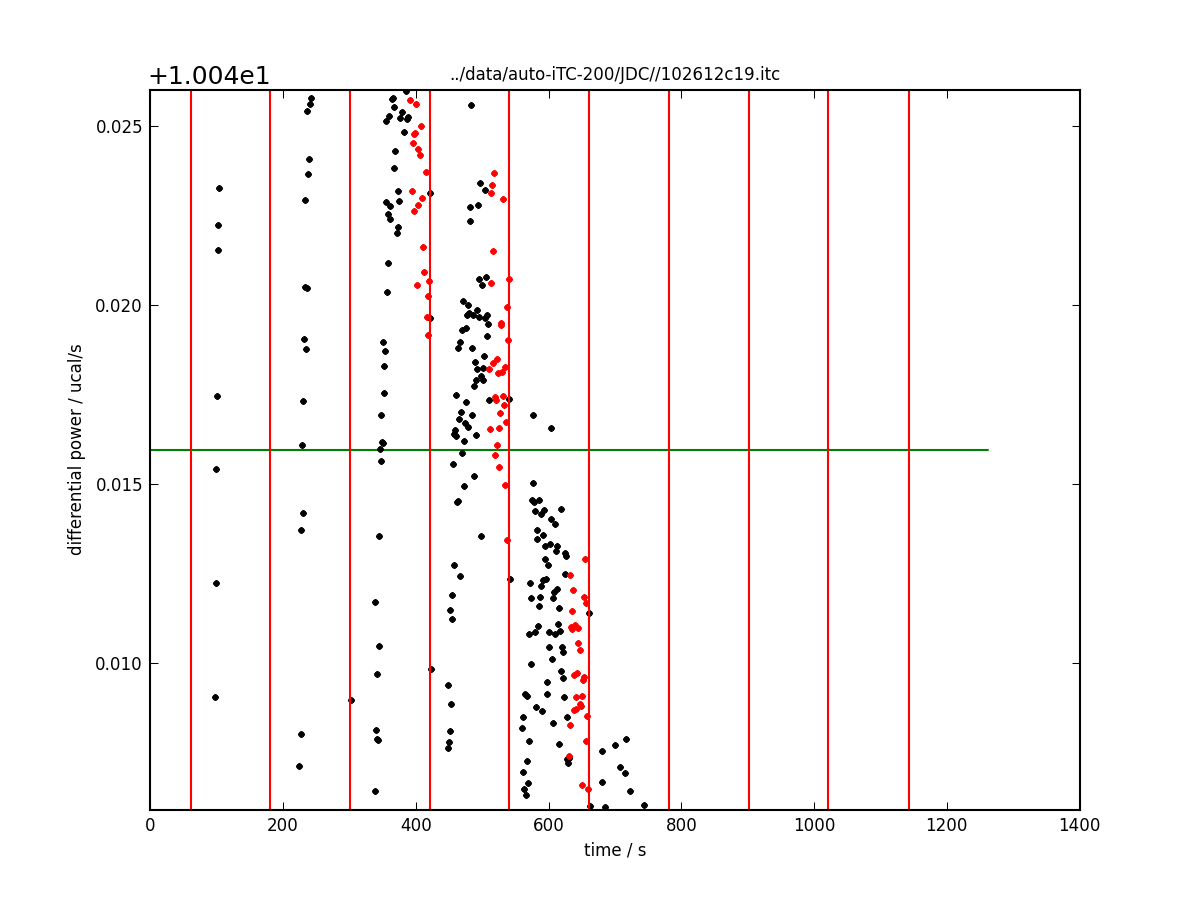 +1.004e1
../data/auto-iTC-200/JDC//102612c19.itc
0.025
0.020
0.015
0.010
differential power / ucal/s
0 200 400 600 800 1000 1200 1400
time / s